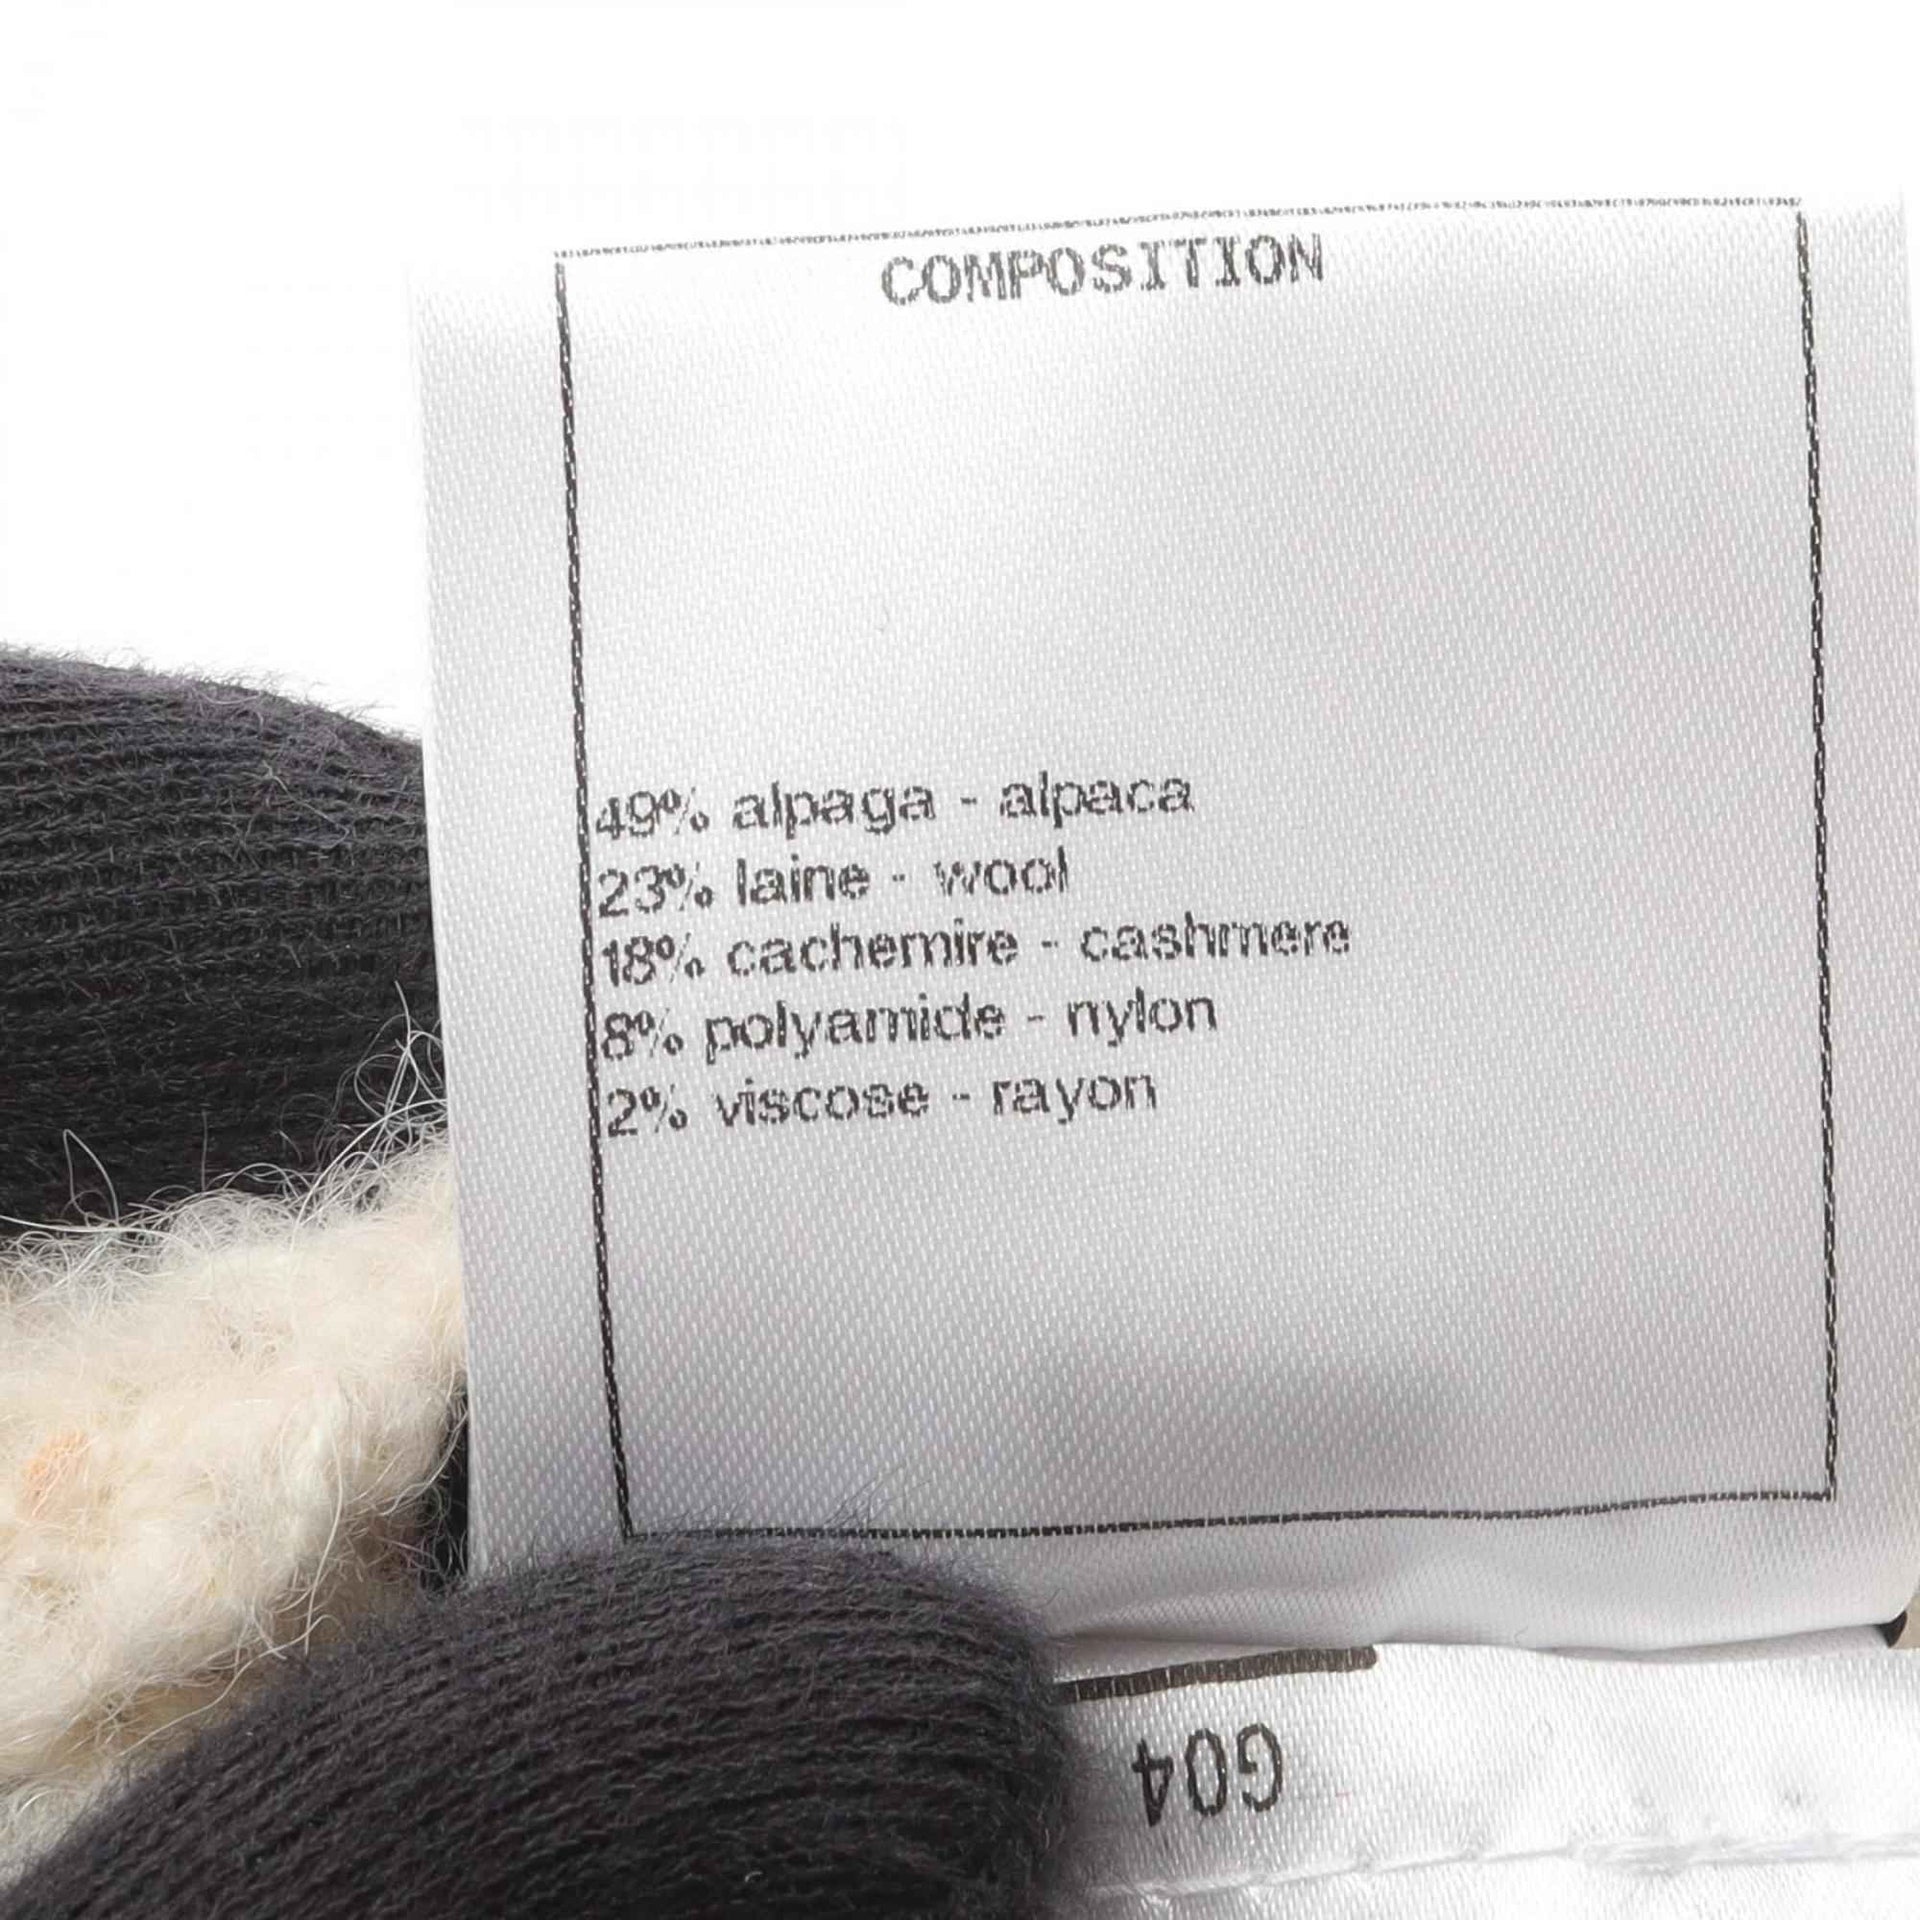 COMPOSITION
49% alpaga - alpaca
23% laine - wool
18% cachemire - cashmere
8% polyamide - nylon
2% viscose - rayon
G04